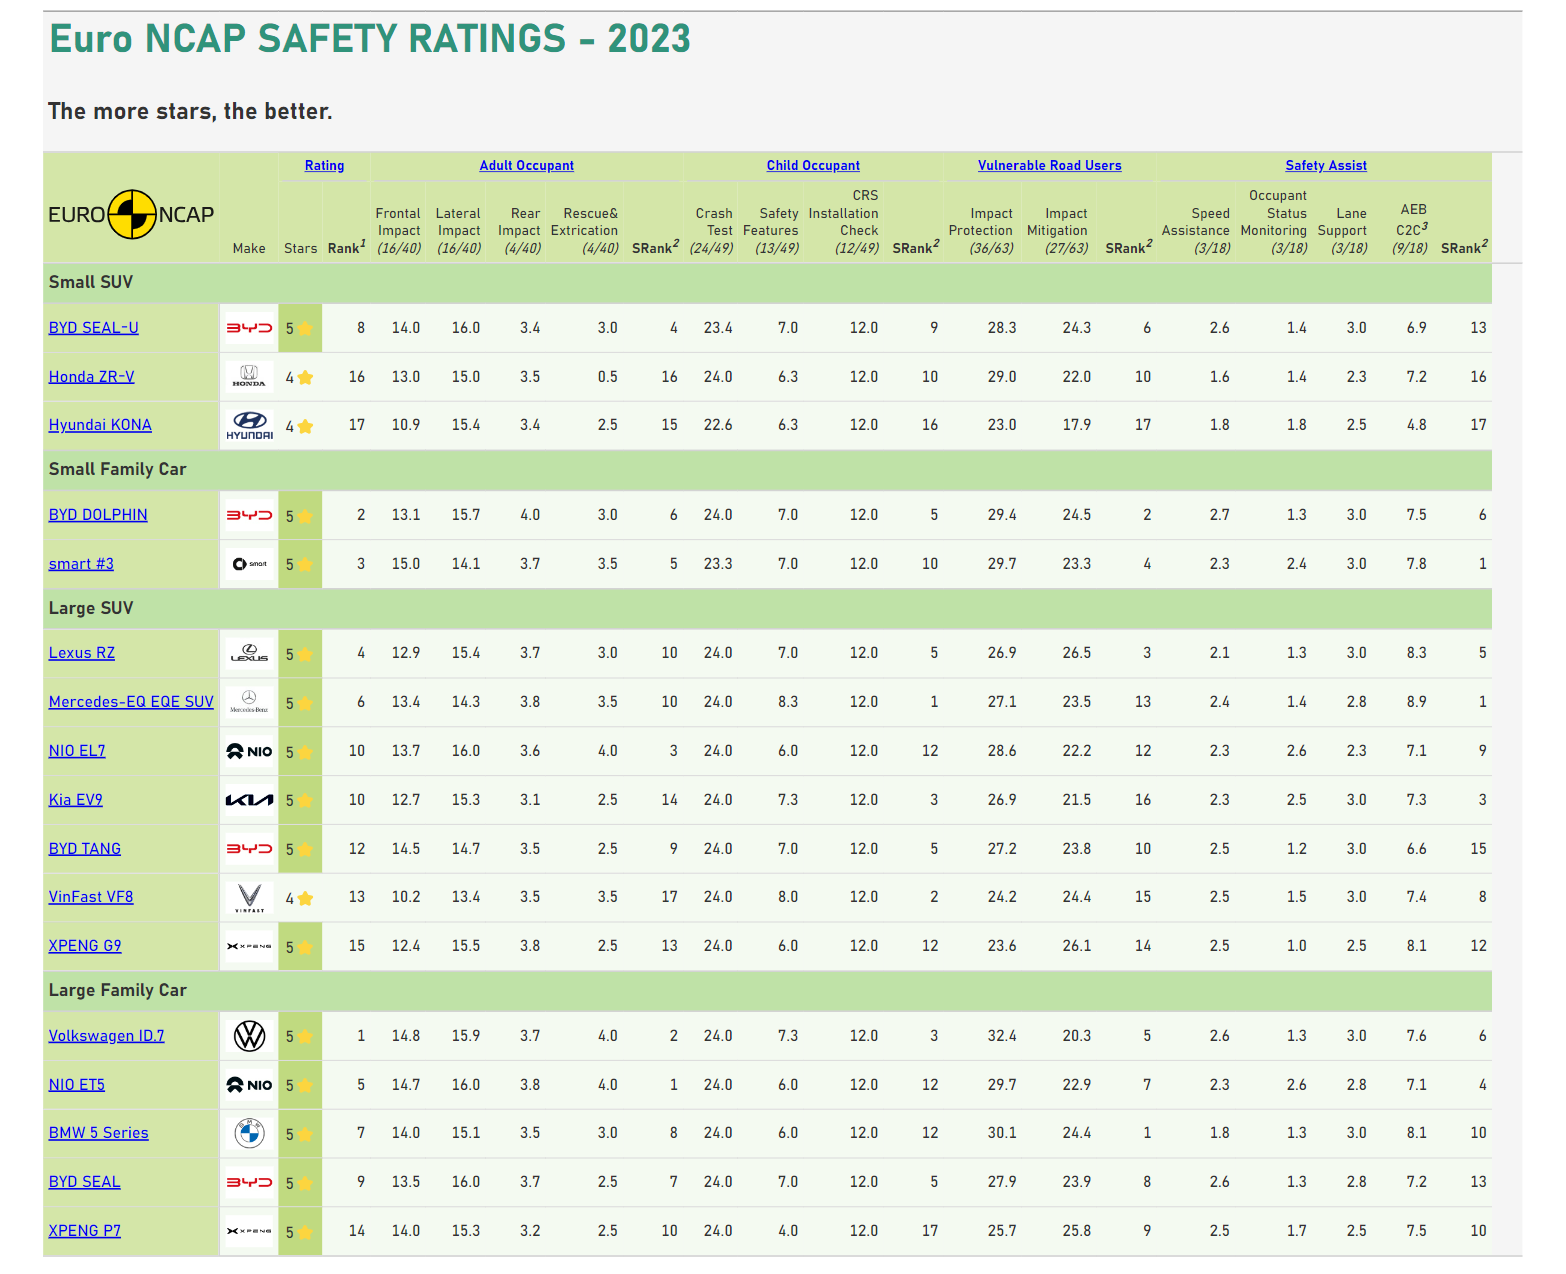 Euro NCAP SAFETY RATINGS - 2023
The more stars, the better.
Rating Adult Occupant Child Occupant Vulnerable Road Users Safety Assist
EURO NCAP Make Stars Rank1 Frontal Impact (16/40) Lateral Impact (16/40) Rear Impact (4/40) Rescue& Extrication (4/40) SRank2 Crash Test (24/49) Safety Features (13/49) CRS Installation Check (12/49) SRank2 Impact Protection (36/63) Impact Mitigation (27/63) SRank2 Speed Assistance (3/18) Occupant Status Monitoring (3/18) Lane Support (3/18) AEB C2C3 (9/18) SRank2
Small SUV
BYD SEAL-U BYD 5 8 14.0 16.0 3.4 3.0 4 23.4 7.0 12.0 9 28.3 24.3 6 2.6 1.4 3.0 6.9 13
Honda ZR-V HONDA 4 16 13.0 15.0 3.5 0.5 16 24.0 6.3 12.0 10 29.0 22.0 10 1.6 1.4 2.3 7.2 16
Hyundai KONA HYUNDAI 4 17 10.9 15.4 3.4 2.5 15 22.6 6.3 12.0 16 23.0 17.9 17 1.8 1.8 2.5 4.8 17
Small Family Car
BYD DOLPHIN BYD 5 2 13.1 15.7 4.0 3.0 6 24.0 7.0 12.0 5 29.4 24.5 2 2.7 1.3 3.0 7.5 6
smart #3 smart 5 3 15.0 14.1 3.7 3.5 5 23.3 7.0 12.0 10 29.7 23.3 4 2.3 2.4 3.0 7.8 1
Large SUV
Lexus RZ LEXUS 5 4 12.9 15.4 3.7 3.0 10 24.0 7.0 12.0 5 26.9 26.5 3 2.1 1.3 3.0 8.3 5
Mercedes-EQ EQE SUV Mercedes-Benz 5 6 13.4 14.3 3.8 3.5 10 24.0 8.3 12.0 1 27.1 23.5 13 2.4 1.4 2.8 8.9 1
NIO EL7 NIO 5 10 13.7 16.0 3.6 4.0 3 24.0 6.0 12.0 12 28.6 22.2 12 2.3 2.6 2.3 7.1 9
Kia EV9 KIA 5 10 12.7 15.3 3.1 2.5 14 24.0 7.3 12.0 3 26.9 21.5 16 2.3 2.5 3.0 7.3 3
BYD TANG BYD 5 12 14.5 14.7 3.5 2.5 9 24.0 7.0 12.0 5 27.2 23.8 10 2.5 1.2 3.0 6.6 15
VinFast VF8 VINFAST 4 13 10.2 13.4 3.5 3.5 17 24.0 8.0 12.0 2 24.2 24.4 15 2.5 1.5 3.0 7.4 8
XPENG G9 XPENG 5 15 12.4 15.5 3.8 2.5 13 24.0 6.0 12.0 12 23.6 26.1 14 2.5 1.0 2.5 8.1 12
Large Family Car
Volkswagen ID.7 5 1 14.8 15.9 3.7 4.0 2 24.0 7.3 12.0 3 32.4 20.3 5 2.6 1.3 3.0 7.6 6
NIO ET5 NIO 5 5 14.7 16.0 3.8 4.0 1 24.0 6.0 12.0 12 29.7 22.9 7 2.3 2.6 2.8 7.1 4
BMW 5 Series BMW 5 7 14.0 15.1 3.5 3.0 8 24.0 6.0 12.0 12 30.1 24.4 1 1.8 1.3 3.0 8.1 10
BYD SEAL BYD 5 9 13.5 16.0 3.7 2.5 7 24.0 7.0 12.0 5 27.9 23.9 8 2.6 1.3 2.8 7.2 13
XPENG P7 XPENG 5 14 14.0 15.3 3.2 2.5 10 24.0 4.0 12.0 17 25.7 25.8 9 2.5 1.7 2.5 7.5 10